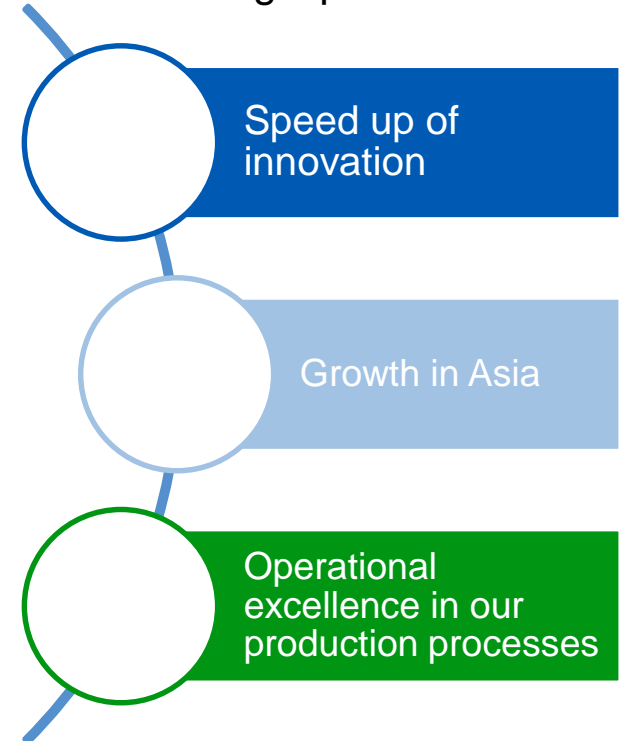 Speed up of
innovation
Growth in Asia
Operational
excellence in our
production processes